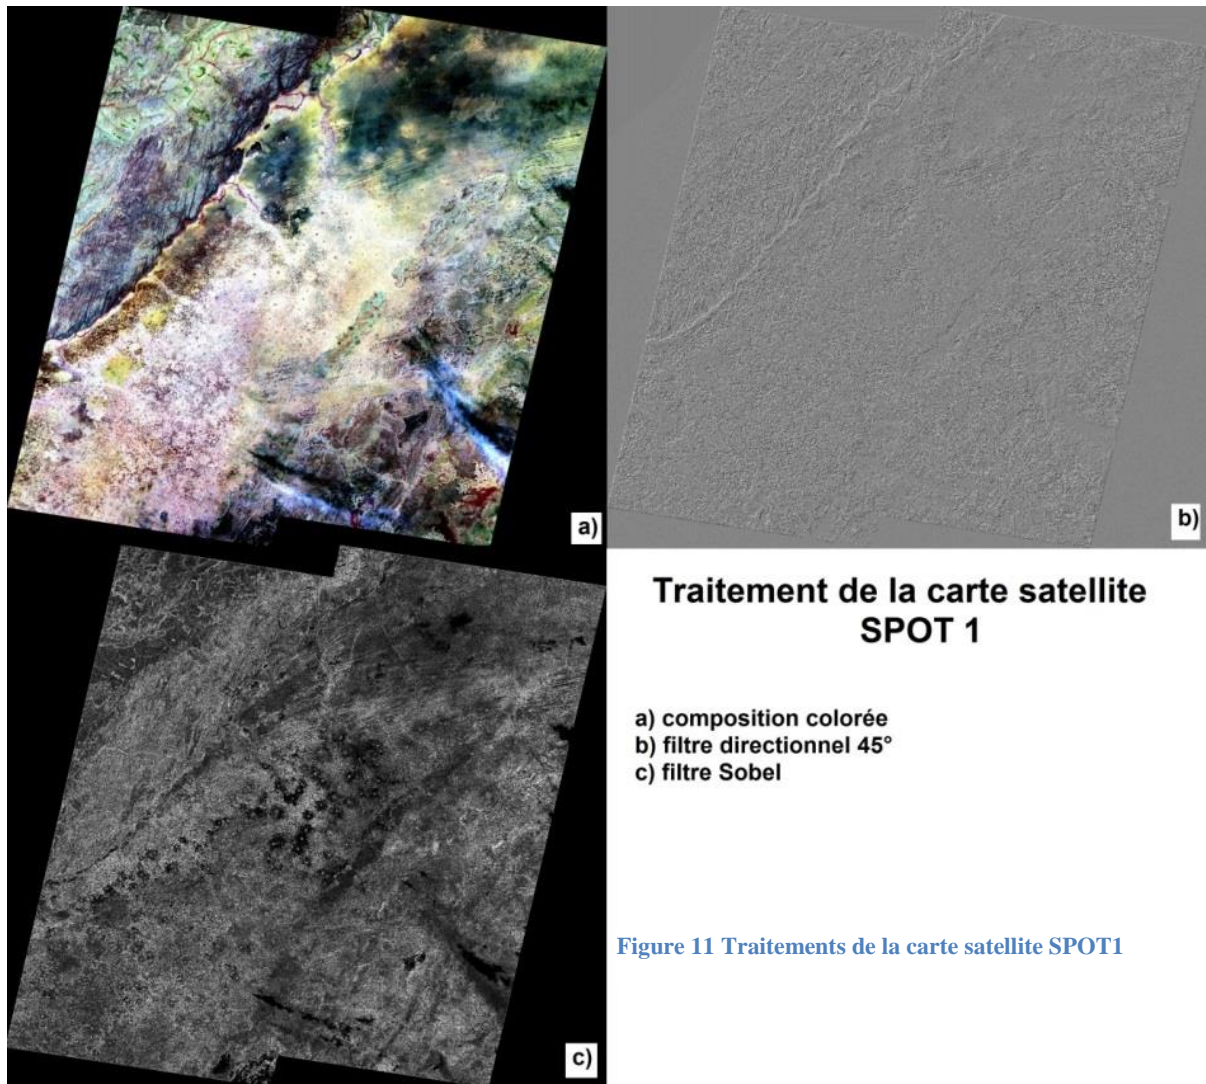 a)
b)
c)
Traitement de la carte satellite
SPOT 1
a) composition colorée
b) filtre directionnel 45°
c) filtre Sobel
Figure 11 Traitements de la carte satellite SPOT1